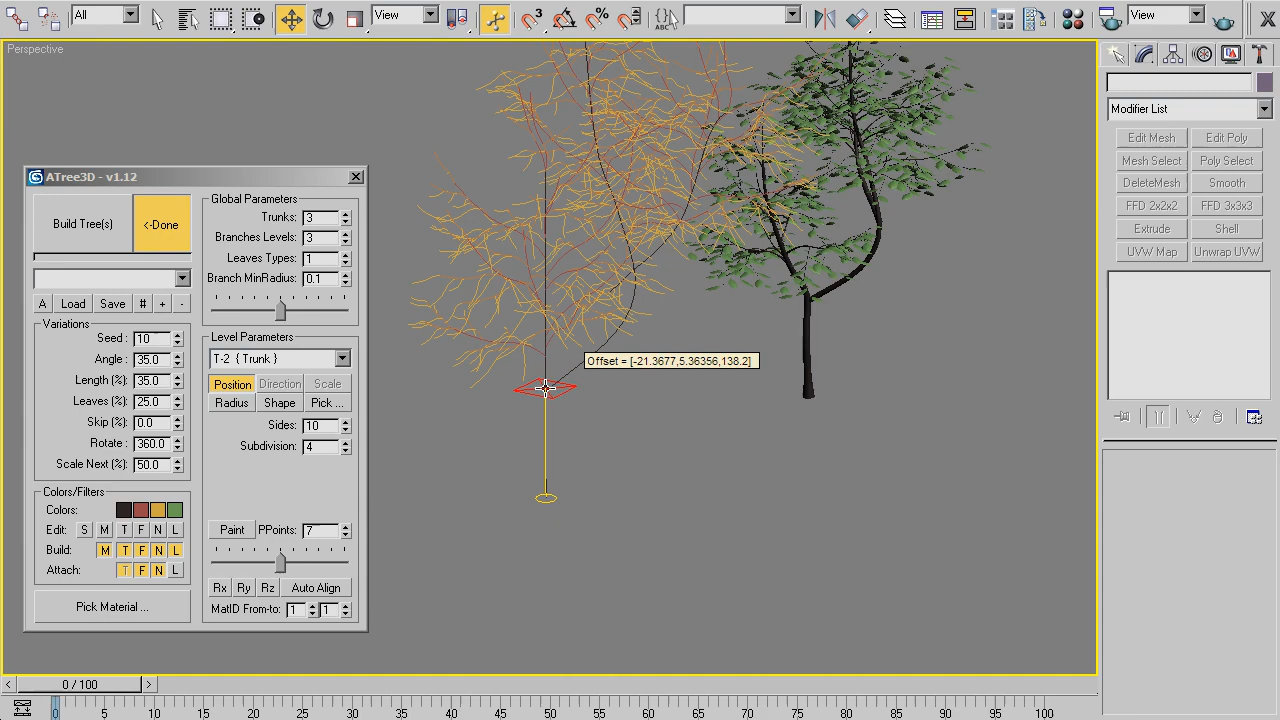 All
View
3
ABC
View
Perspective
Modifier List
Edit Mesh
Edit Poly
Mesh Select
Poly Select
DeleteMesh
Smooth
FFD 2x2x2
FFD 3x3x3
Extrude
Shell
UVW Map
Unwrap UVW
ATree3D - v1.12
Build Tree(s)
<-Done
A
Load
Save
#
+
-
Variations
Seed : 10
Angle : 35.0
Length (%): 35.0
Leaves (%): 25.0
Skip (%): 0.0
Rotate : 360.0
Scale Next (%): 50.0
Colors/Filters
Colors:
Edit: S M T F N L
Build: M T F N L
Attach: T F N L
Pick Material ...
Global Parameters
Trunks: 3
Branches Levels: 3
Leaves Types: 1
Branch MinRadius: 0.1
Level Parameters
T-2 { Trunk }
Position
Direction
Scale
Radius
Shape
Pick ...
Sides: 10
Subdivision: 4
Paint
PPoints: 7
Rx
Ry
Rz
Auto Align
MatID From-to: 1 1
Offset = [-21.3677,5.36356,138.2]
<
0 / 100
>
0 5 10 15 20 25 30 35 40 45 50 55 60 65 70 75 80 85 90 95 100